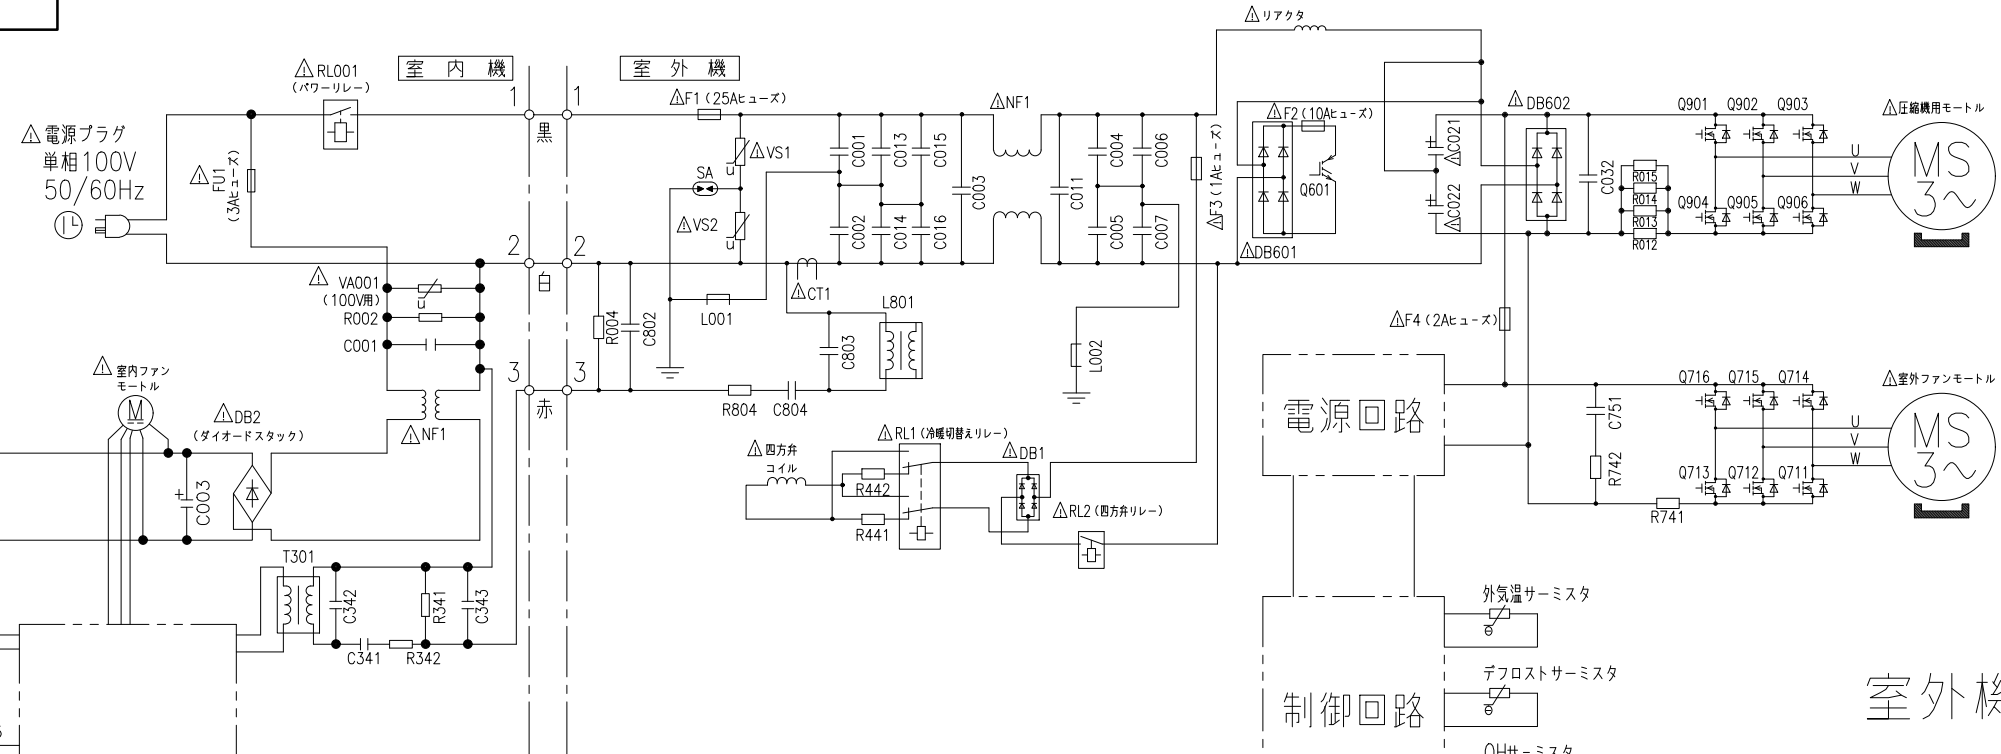 室内機
室外機
⚠RL001
(パワーリレー)
⚠電源プラグ
単相100V
50/60Hz
⚠FU1
(3Aヒューズ)
1
1
黒
2
2
白
3
3
赤
⚠VA001
(100V用)
u
R002
C001
⚠NF1
⚠室内ファン
モートル
M
⚠DB2
(ダイオードスタック)
C003
T301
C342
R341
C343
C341
R342
⚠F1(25Aヒューズ)
⚠VS1
u
SA
⚠VS2
u
L001
R004
C802
⚠CT1
L801
C803
R804
C804
C001
C013
C015
C002
C014
C016
C003
⚠NF1
C011
C004
C006
C005
C007
L002
⚠F3(1Aヒューズ)
⚠リアクタ
⚠F2(10Aヒューズ)
Q601
⚠DB601
⚠C021
⚠C022
⚠DB602
C032
R015
R014
R013
R012
Q901
Q902
Q903
Q904
Q905
Q906
⚠圧縮機用モートル
U
V
W
MS
3～
⚠F4(2Aヒューズ)
電源回路
C751
R742
R741
Q716
Q715
Q714
Q713
Q712
Q711
⚠室外ファンモートル
U
V
W
MS
3～
⚠四方弁
コイル
⚠RL1(冷暖切替えリレー)
R442
R441
⚠DB1
⚠RL2(四方弁リレー)
制御回路
外気温サーミスタ
θ
デフロストサーミスタ
θ
OHサーミスタ
室外機